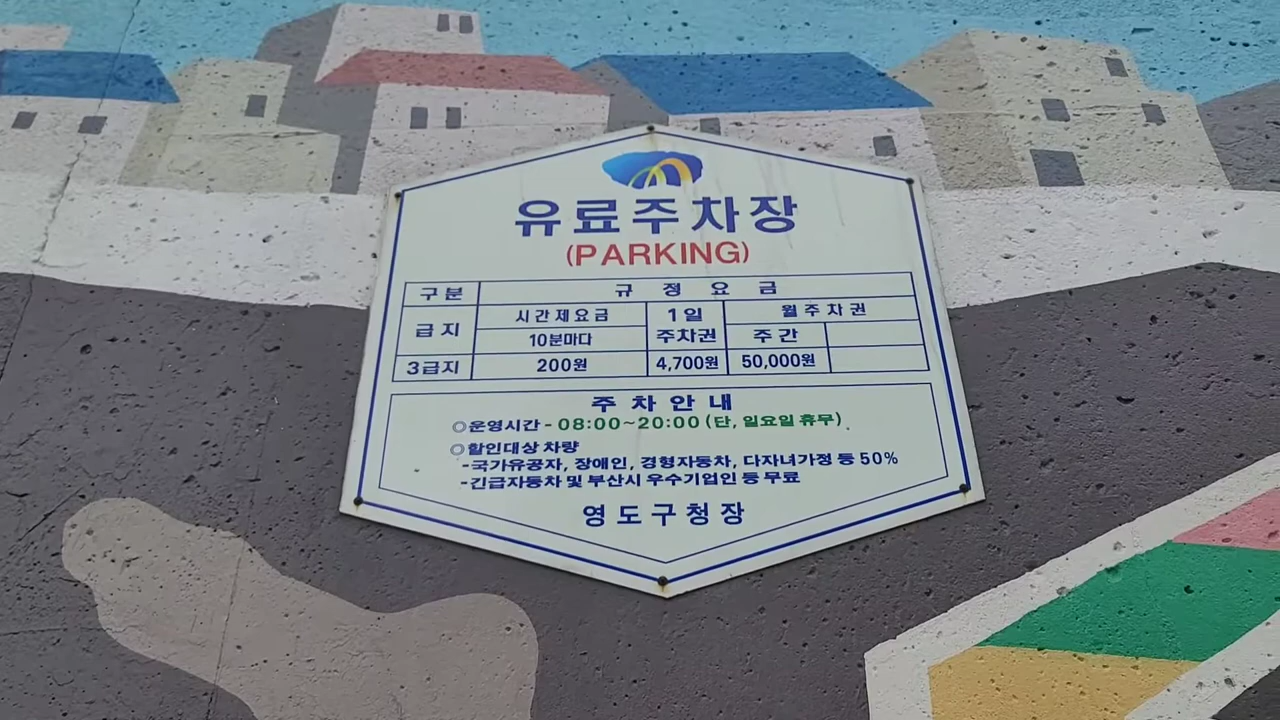 유료주차장
(PARKING)
구분 규정요금
급지 시간제요금 1일 주차권 월주차권
10분마다 주간
3급지 200원 4,700원 50,000원
주차안내
◎운영시간 - 08:00~20:00 (단, 일요일 휴무)
◎할인대상 차량
-국가유공자, 장애인, 경형자동차, 다자녀가정 등 50%
-긴급자동차 및 부산시 우수기업인 등 무료
영도구청장